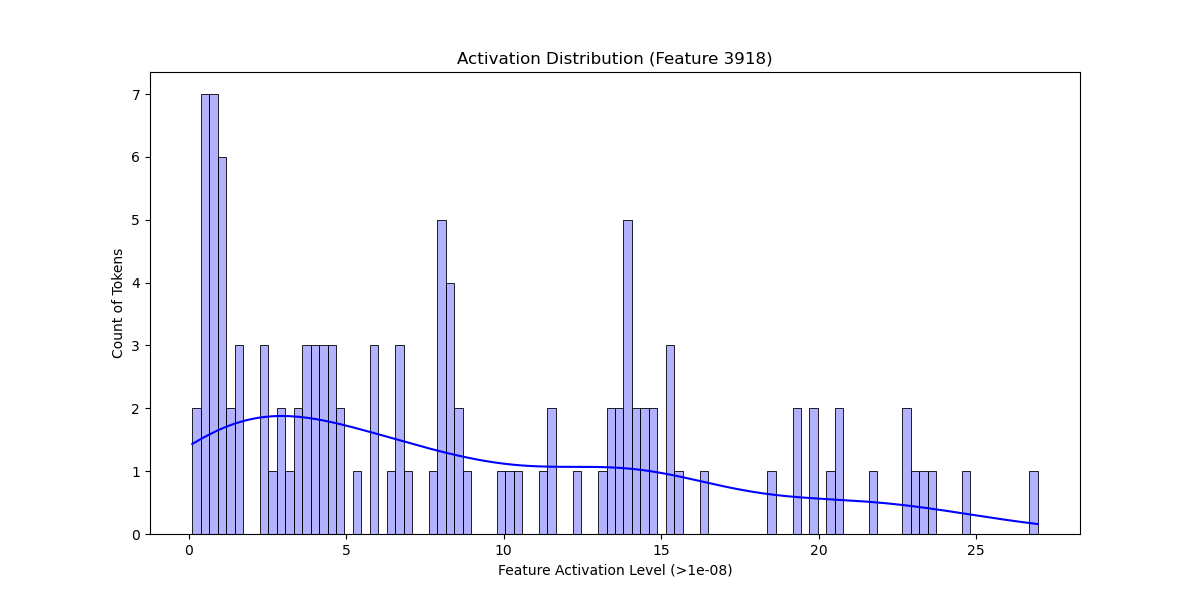 Activation Distribution (Feature 3918)
7
6
5
4
3
2
1
0
Count of Tokens
0 5 10 15 20 25
Feature Activation Level (>1e-08)